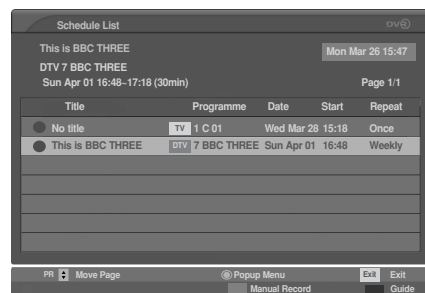 Schedule List
DVB
This is BBC THREE
Mon Mar 26 15:47
DTV 7 BBC THREE
Sun Apr 01 16:48~17:18 (30min)
Page 1/1
Title Programme Date Start Repeat
No title TV 1 C 01 Wed Mar 28 15:18 Once
This is BBC THREE DTV 7 BBC THREE Sun Apr 01 16:48 Weekly
PR Move Page Popup Menu Exit Exit
Manual Record Guide